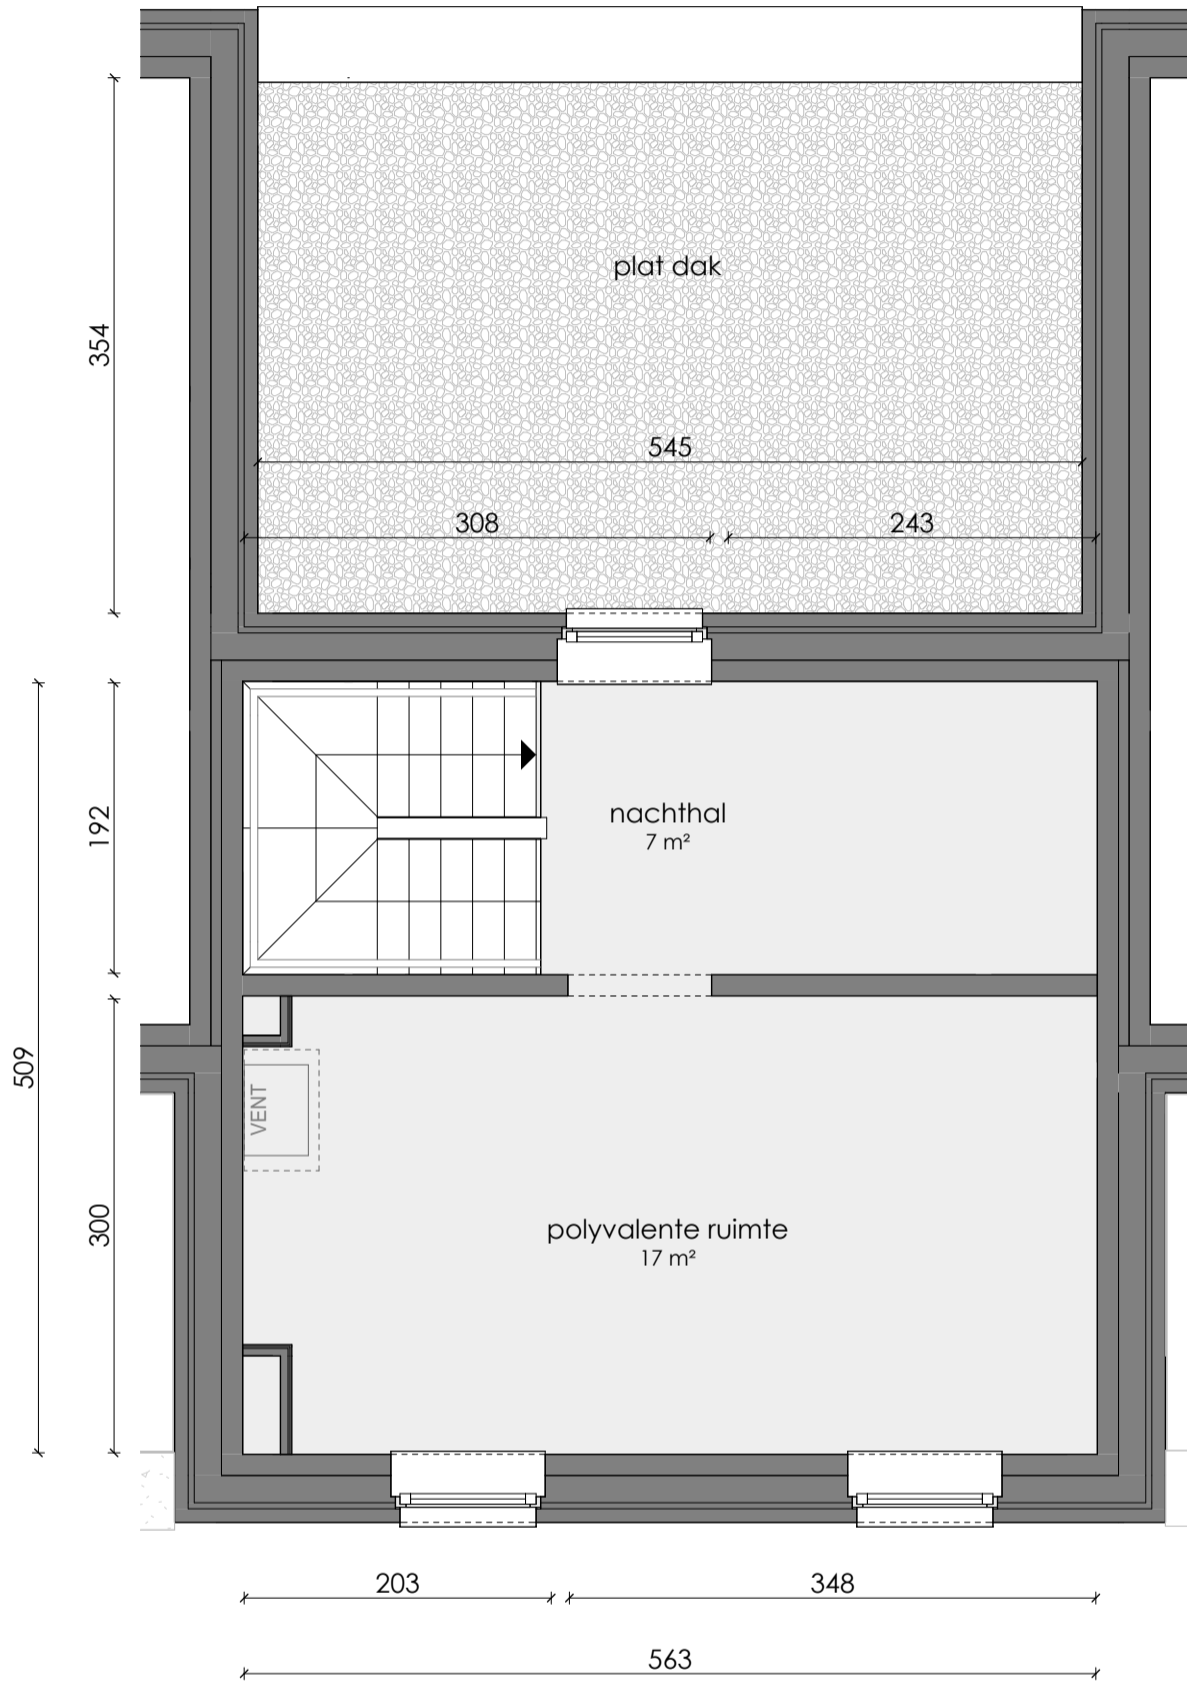 plat dak
354
545
308
243
nachthal
7 m²
192
509
VENT
300
polyvalente ruimte
17 m²
203
348
563